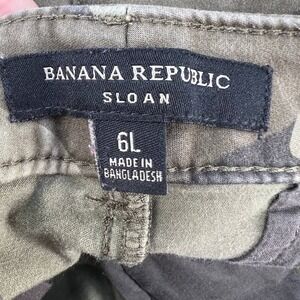 BANANA REPUBLIC
SLOAN
6L
MADE IN
BANGLADESH